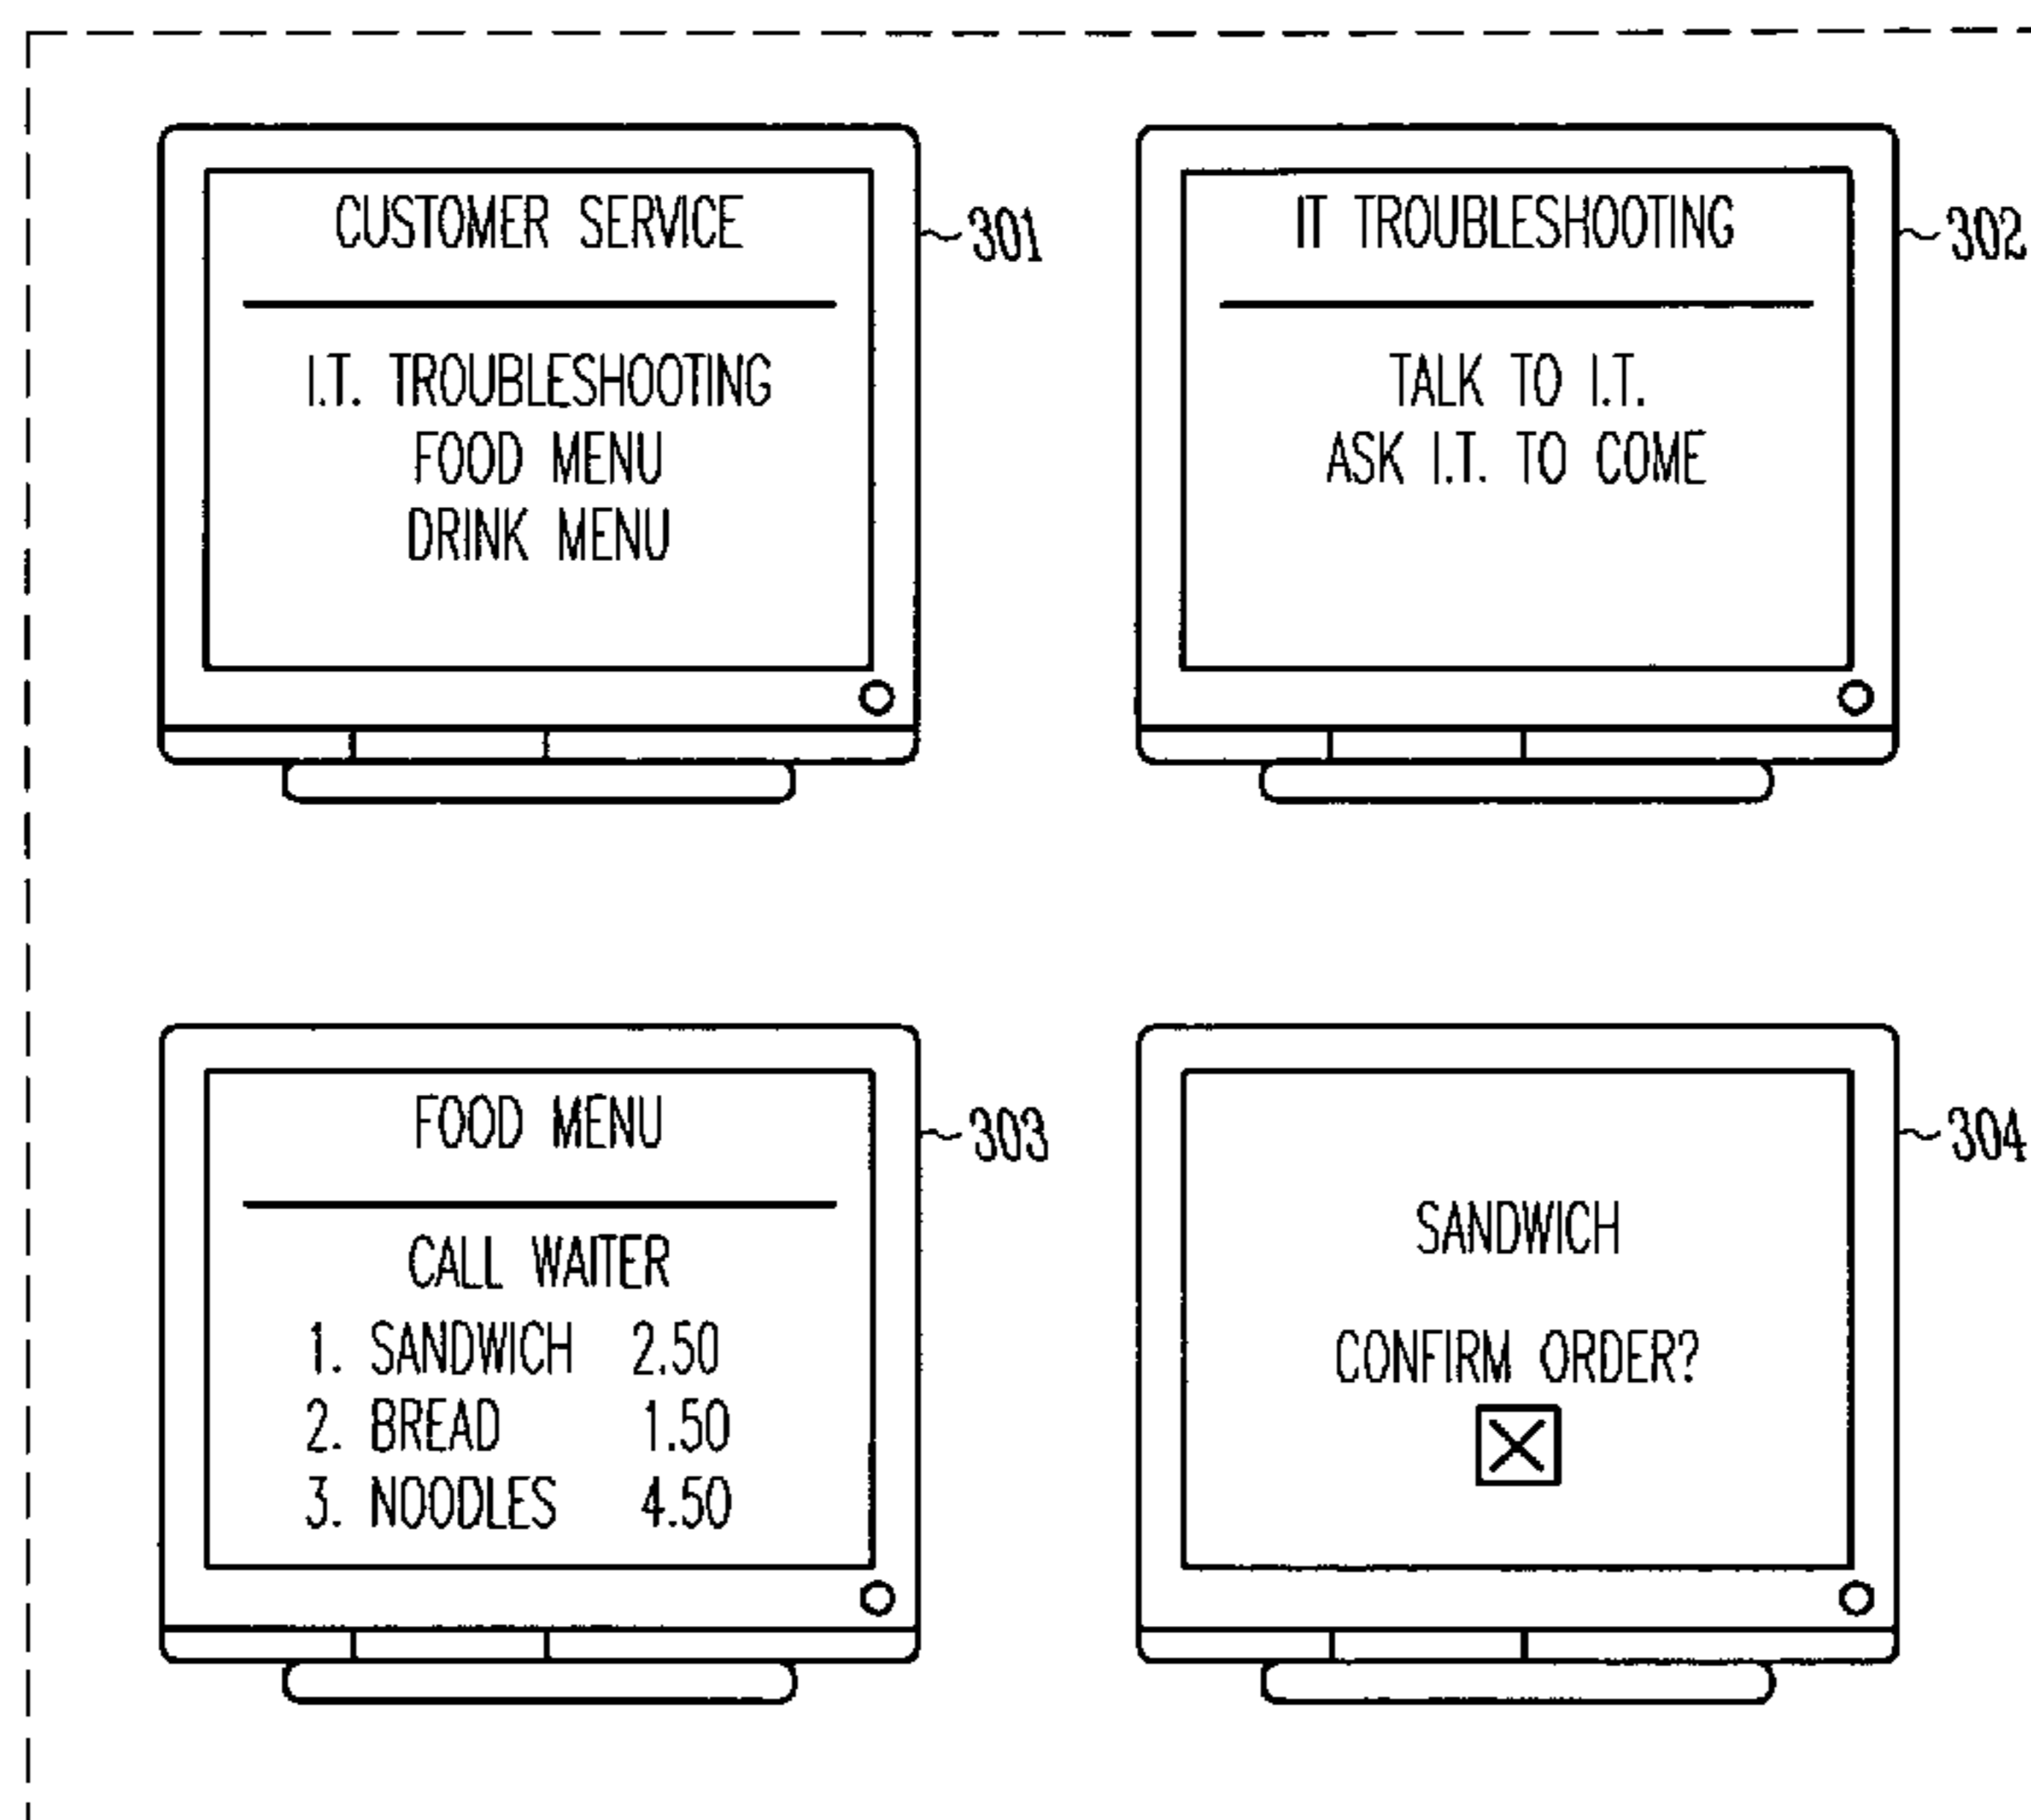 CUSTOMER SERVICE
I.T. TROUBLESHOOTING
FOOD MENU
DRINK MENU
301
IT TROUBLESHOOTING
TALK TO I.T.
ASK I.T. TO COME
302
FOOD MENU
CALL WAITER
1. SANDWICH 2.50
2. BREAD 1.50
3. NOODLES 4.50
303
SANDWICH
CONFIRM ORDER?
304